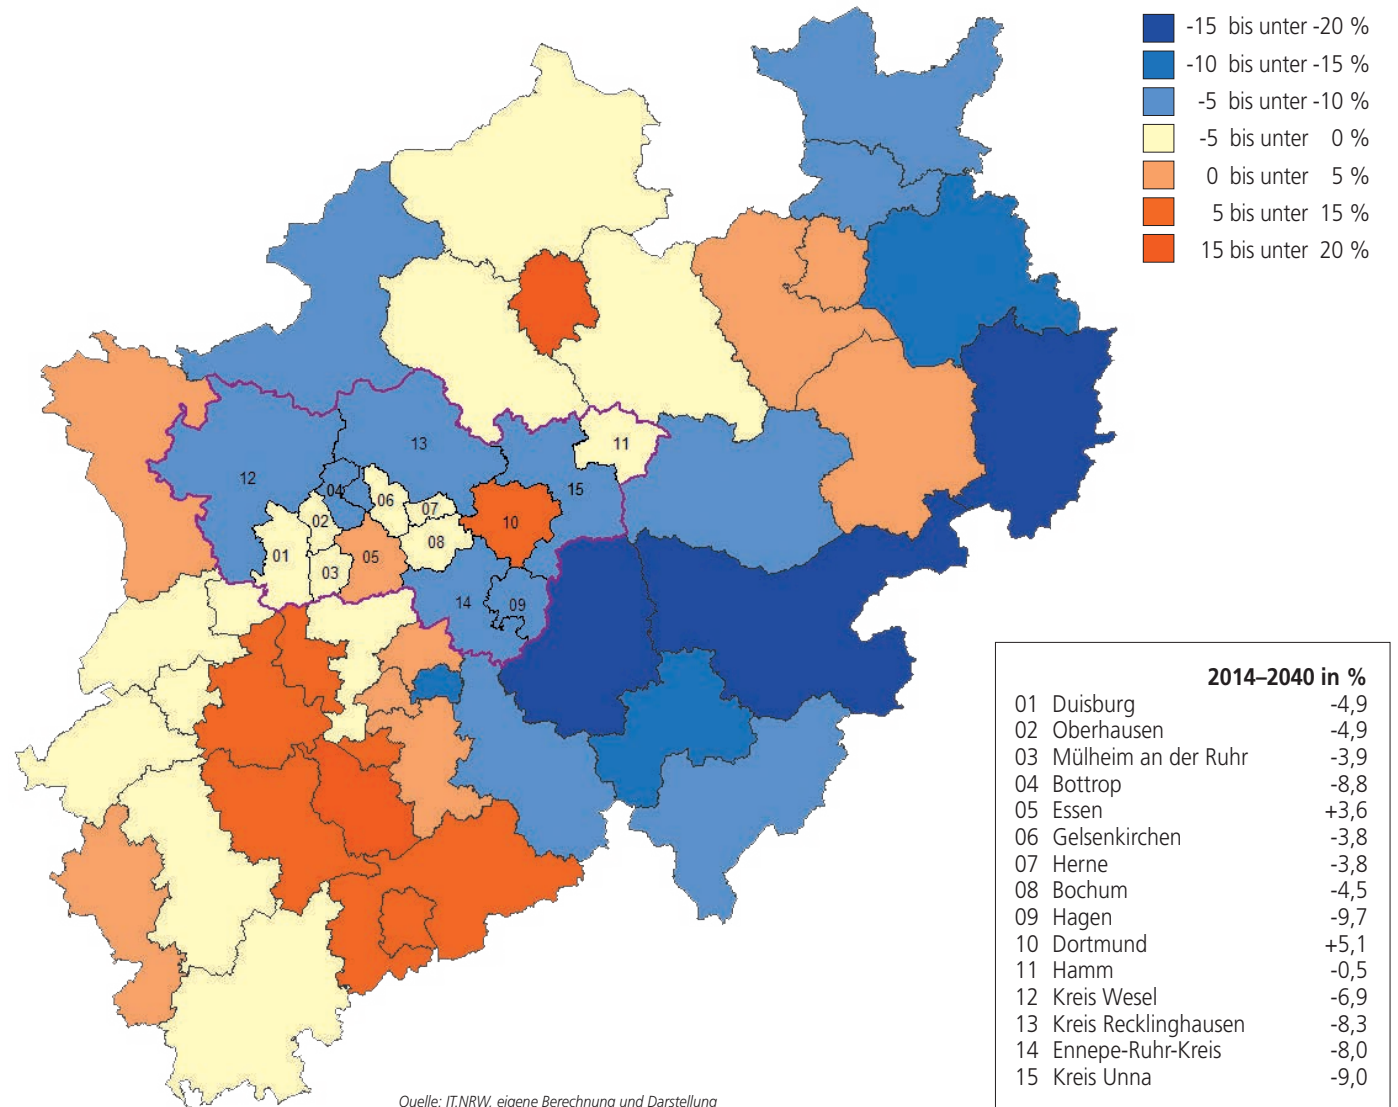 -15 bis unter -20 %
-10 bis unter -15 %
-5 bis unter -10 %
-5 bis unter 0 %
0 bis unter 5 %
5 bis unter 15 %
15 bis unter 20 %
13
11
12
04
15
06
07
02
10
08
01
05
03
14
09
2014–2040 in %
01 Duisburg -4,9
02 Oberhausen -4,9
03 Mülheim an der Ruhr -3,9
04 Bottrop -8,8
05 Essen +3,6
06 Gelsenkirchen -3,8
07 Herne -3,8
08 Bochum -4,5
09 Hagen -9,7
10 Dortmund +5,1
11 Hamm -0,5
12 Kreis Wesel -6,9
13 Kreis Recklinghausen -8,3
14 Ennepe-Ruhr-Kreis -8,0
15 Kreis Unna -9,0
Quelle: IT.NRW, eigene Berechnung und Darstellung